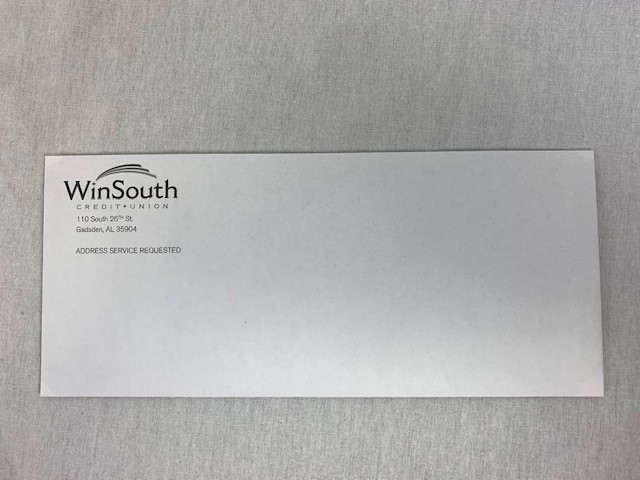 WinSouth
CREDIT+UNION
110 South 26TH St.
Gadsden, AL 35904
ADDRESS SERVICE REQUESTED